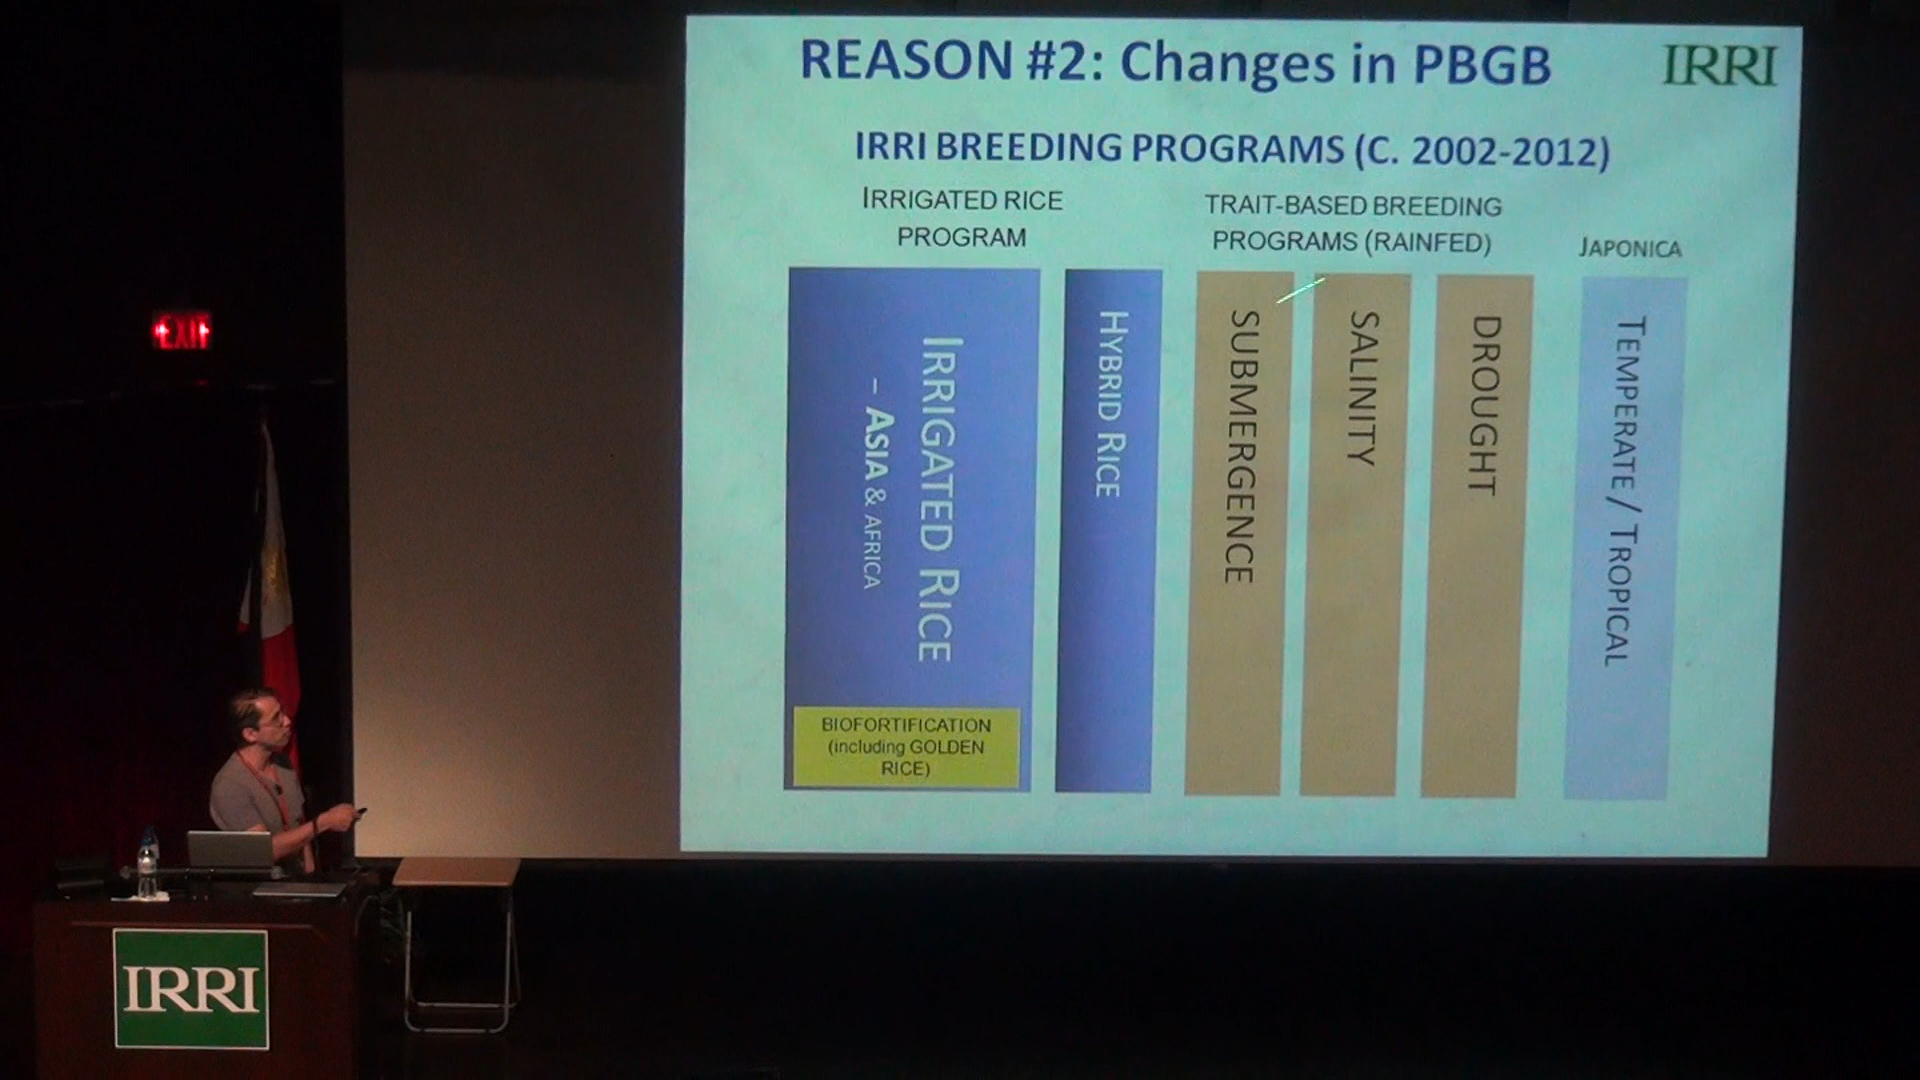 REASON #2: Changes in PBGB
IRRI
IRRI BREEDING PROGRAMS (C. 2002-2012)
IRRIGATED RICE
PROGRAM
TRAIT-BASED BREEDING
PROGRAMS (RAINFED)
JAPONICA
IRRIGATED RICE
– ASIA & AFRICA
HYBRID RICE
SUBMERGENCE
SALINITY
DROUGHT
TEMPERATE / TROPICAL
BIOFORTIFICATION
(including GOLDEN
RICE)
EXIT
IRRI